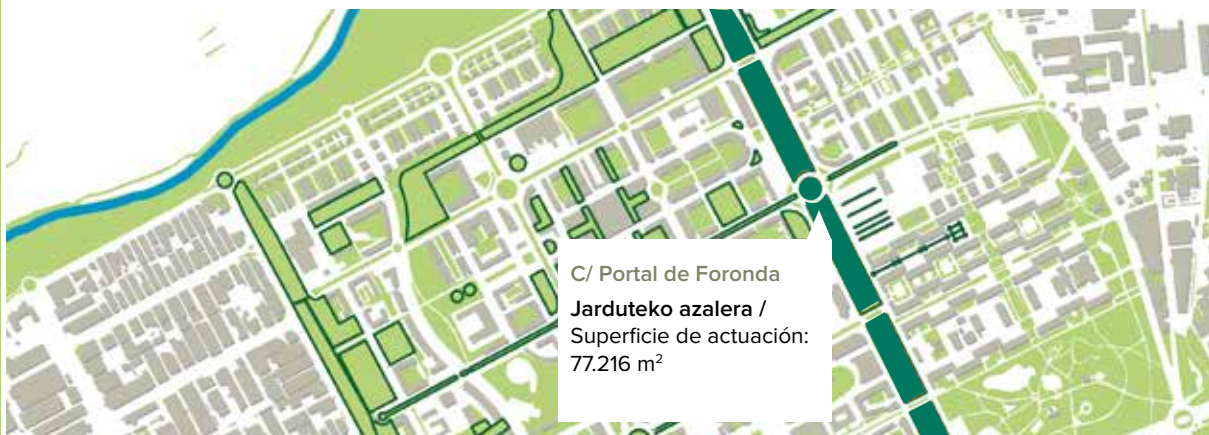 C/ Portal de Foronda
Jarduteko azalera /
Superficie de actuación:
77.216 m²